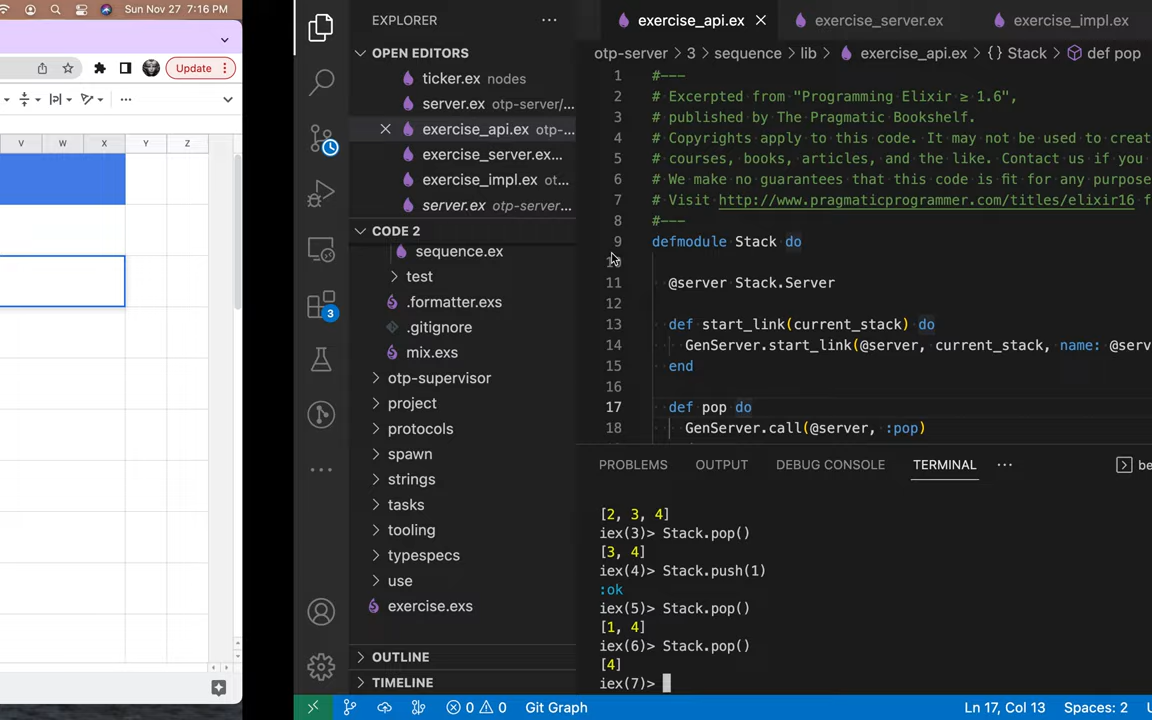 Sun Nov 27 7:16 PM
Update
V W X Y Z
EXPLORER
OPEN EDITORS
ticker.ex nodes
server.ex otp-server/...
exercise_api.ex otp-...
exercise_server.ex...
exercise_impl.ex ot...
server.ex otp-server...
CODE 2
sequence.ex
test
.formatter.exs
.gitignore
mix.exs
otp-supervisor
project
protocols
spawn
strings
tasks
tooling
typespecs
use
exercise.exs
OUTLINE
TIMELINE
3
exercise_api.ex exercise_server.ex exercise_impl.ex
otp-server > 3 > sequence > lib > exercise_api.ex > {} Stack > def pop
1 #---
2 # Excerpted from "Programming Elixir ≥ 1.6",
3 # published by The Pragmatic Bookshelf.
4 # Copyrights apply to this code. It may not be used to creat
5 # courses, books, articles, and the like. Contact us if you
6 # We make no guarantees that this code is fit for any purpose
7 # Visit http://www.pragmaticprogrammer.com/titles/elixir16 f
8 #---
9 defmodule Stack do
10
11 @server Stack.Server
12
13 def start_link(current_stack) do
14 GenServer.start_link(@server, current_stack, name: @serv
15 end
16
17 def pop do
18 GenServer.call(@server, :pop)
PROBLEMS OUTPUT DEBUG CONSOLE TERMINAL ... be
[2, 3, 4]
iex(3)> Stack.pop()
[3, 4]
iex(4)> Stack.push(1)
:ok
iex(5)> Stack.pop()
[1, 4]
iex(6)> Stack.pop()
[4]
iex(7)>
0 0 Git Graph Ln 17, Col 13 Spaces: 2